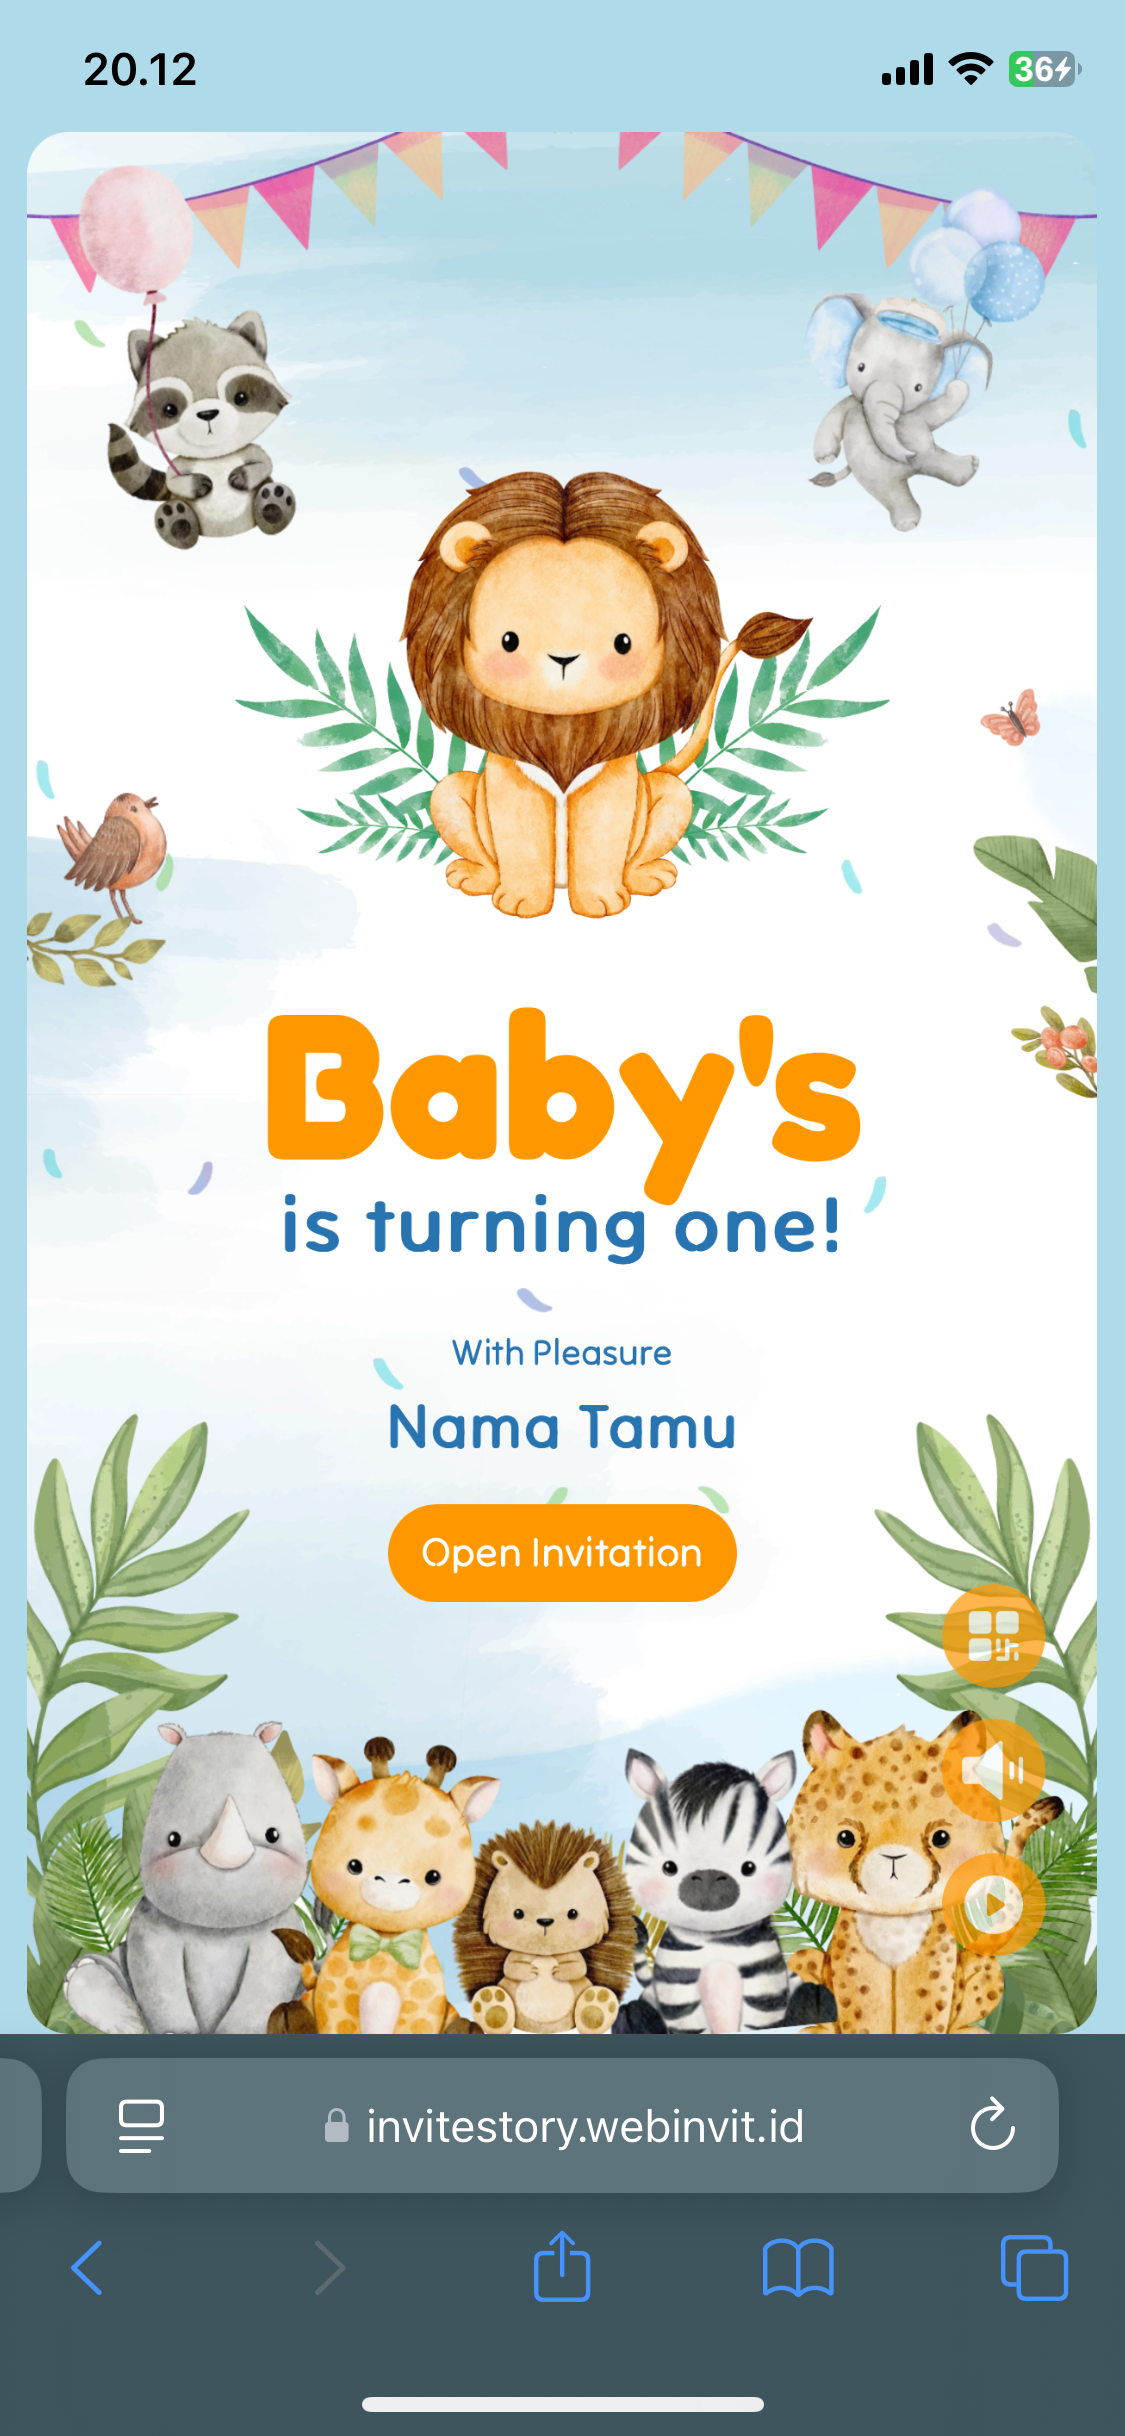 20.12
36
Baby's
is turning one!
With Pleasure
Nama Tamu
Open Invitation
invitestory.webinvit.id